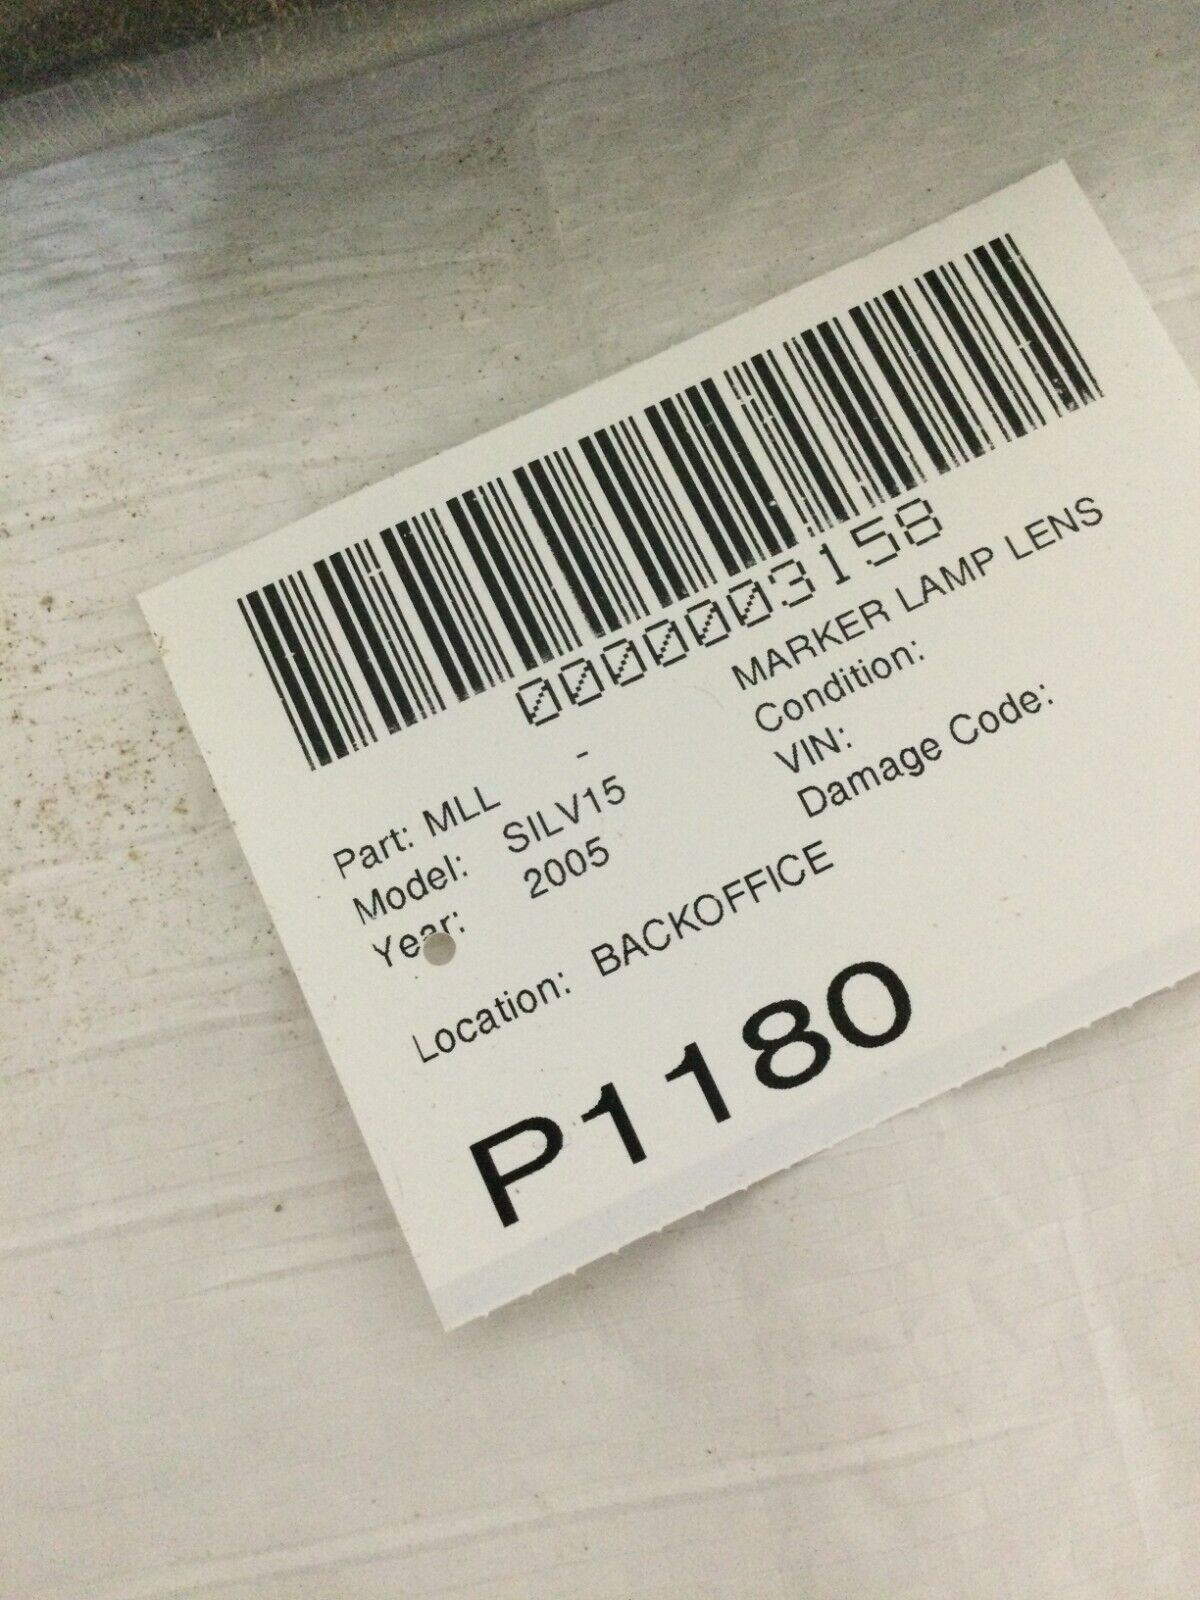 0000003158
Part: MLL - MARKER LAMP LENS
Model: SILV15 Condition:
Year: 2005 VIN:
Damage Code:
Location: BACKOFFICE
P1180